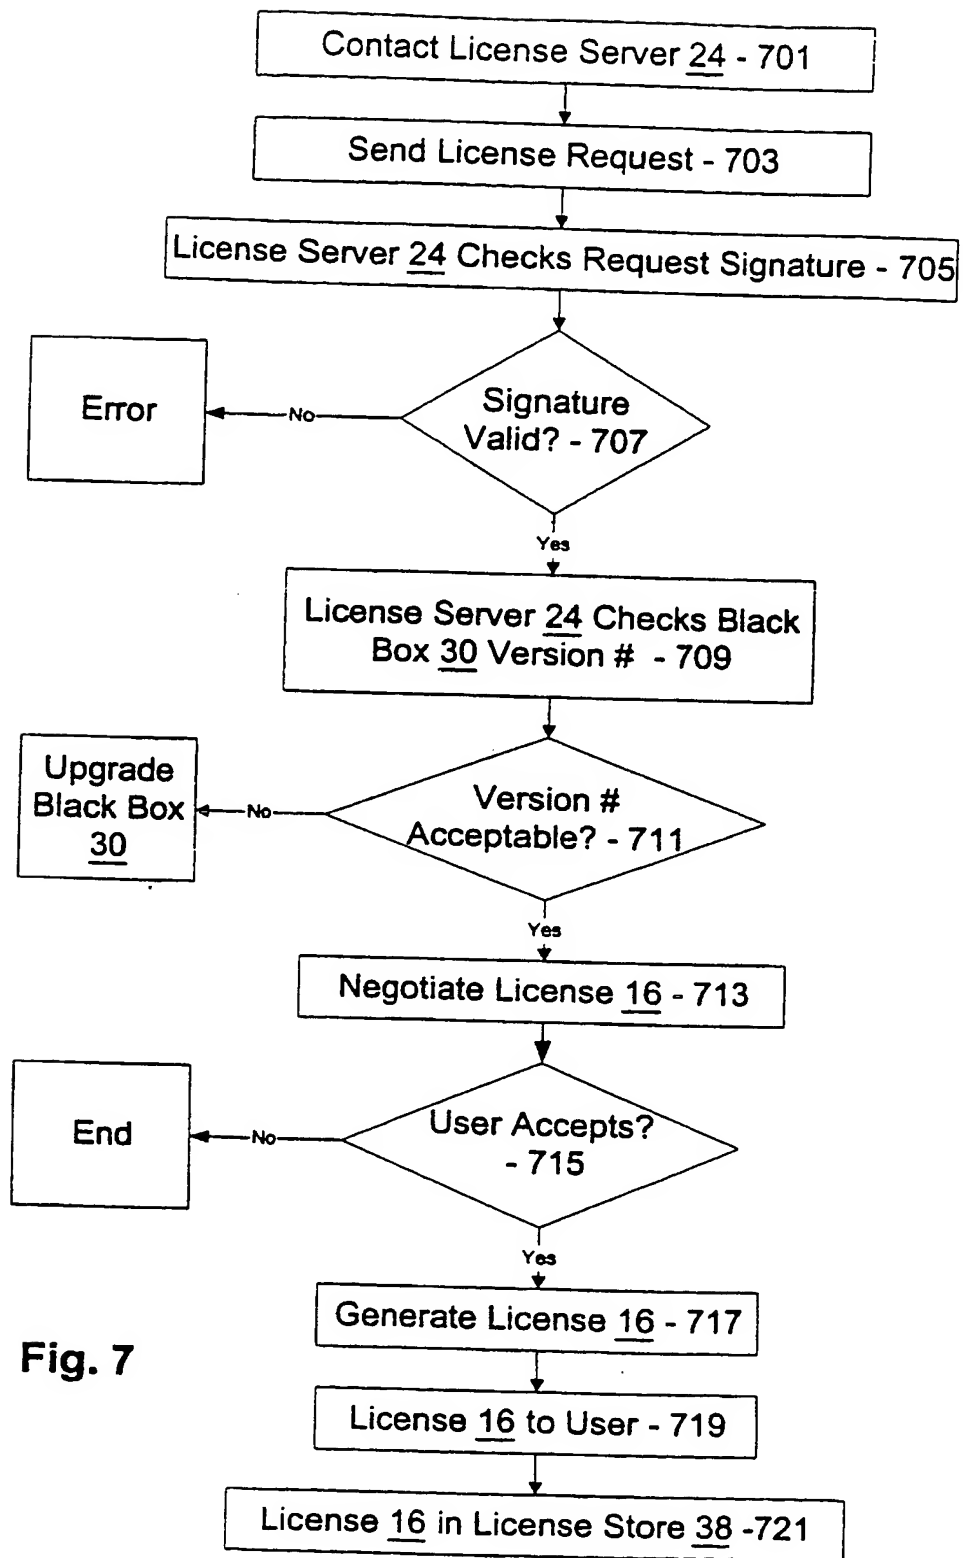 Contact License Server 24 - 701
Send License Request - 703
License Server 24 Checks Request Signature - 705
Error
No
Signature
Valid? - 707
Yes
License Server 24 Checks Black
Box 30 Version # - 709
Upgrade
Black Box
30
No
Version #
Acceptable? - 711
Yes
Negotiate License 16 - 713
End
No
User Accepts?
- 715
Yes
Generate License 16 - 717
Fig. 7
License 16 to User - 719
License 16 in License Store 38 -721